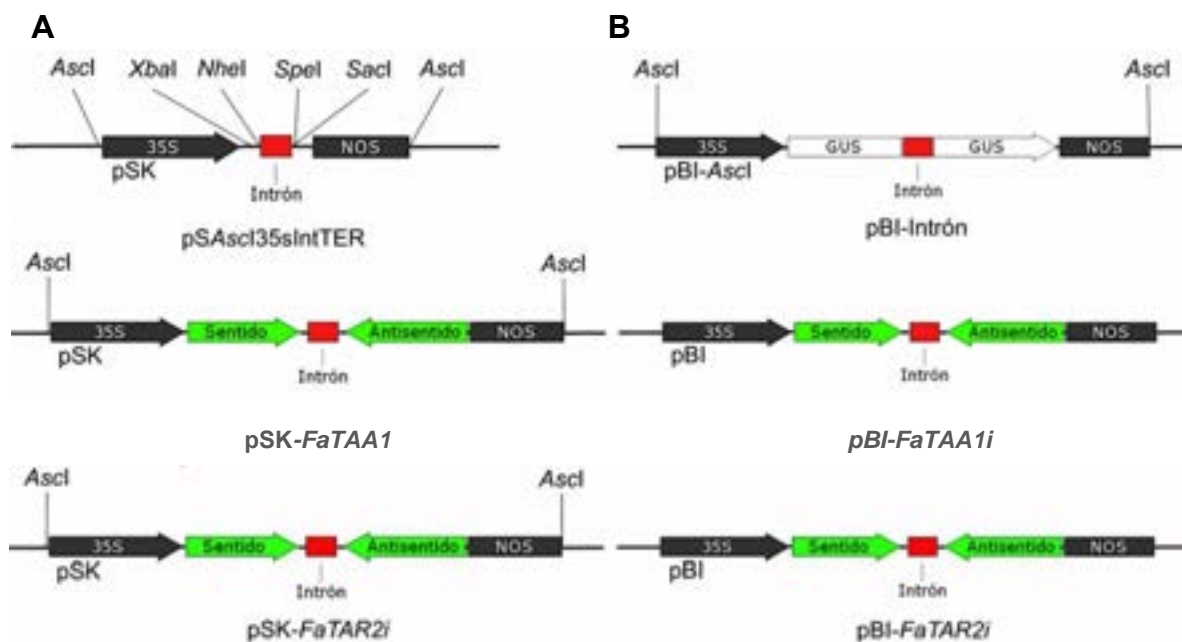 A
AscI XbaI NheI SpeI SacI AscI
35S NOS
pSK
Intrón
pSAscI35sIntTER
AscI AscI
35S Sentido Antisentido NOS
pSK
Intrón
pSK-FaTAA1
AscI AscI
35S Sentido Antisentido NOS
pSK
Intrón
pSK-FaTAR2i
B
AscI AscI
35S GUS GUS NOS
pBI-AscI
Intrón
pBI-Intrón
35S Sentido Antisentido NOS
pBI
Intrón
pBI-FaTAA1i
35S Sentido Antisentido NOS
pBI
Intrón
pBI-FaTAR2i